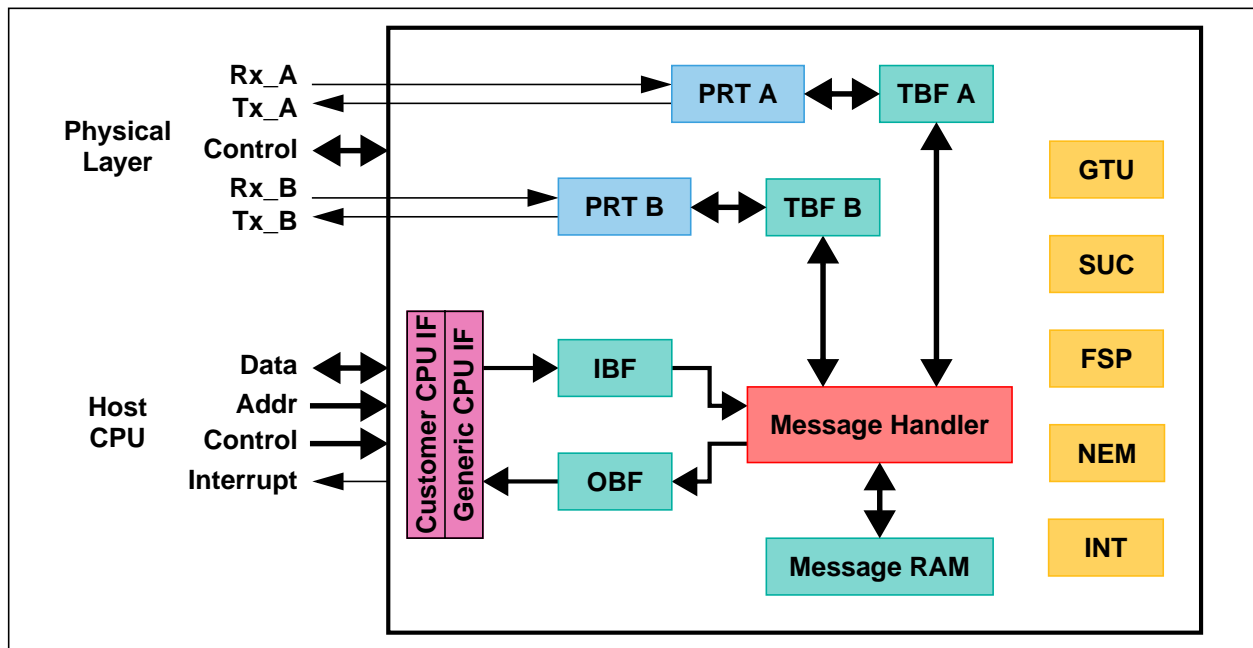 Rx_A
Tx_A
Physical
Layer
Control
Rx_B
Tx_B
PRT A
TBF A
PRT B
TBF B
GTU
SUC
FSP
NEM
INT
Host
CPU
Data
Addr
Control
Interrupt
Customer CPU IF
Generic CPU IF
IBF
OBF
Message Handler
Message RAM